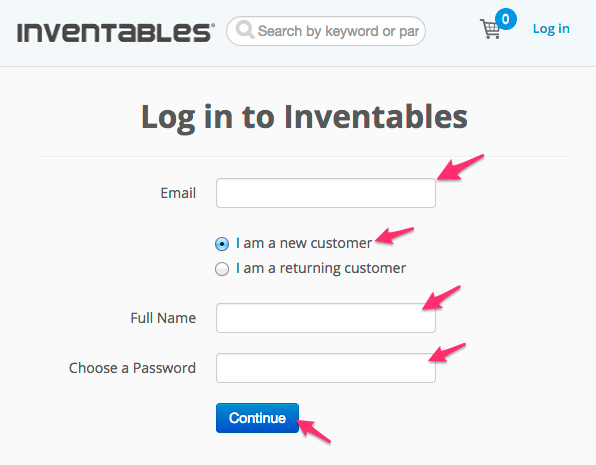 INVENTABLES®
Search by keyword or par
0
Log in
Log in to Inventables
Email
I am a new customer
I am a returning customer
Full Name
Choose a Password
Continue